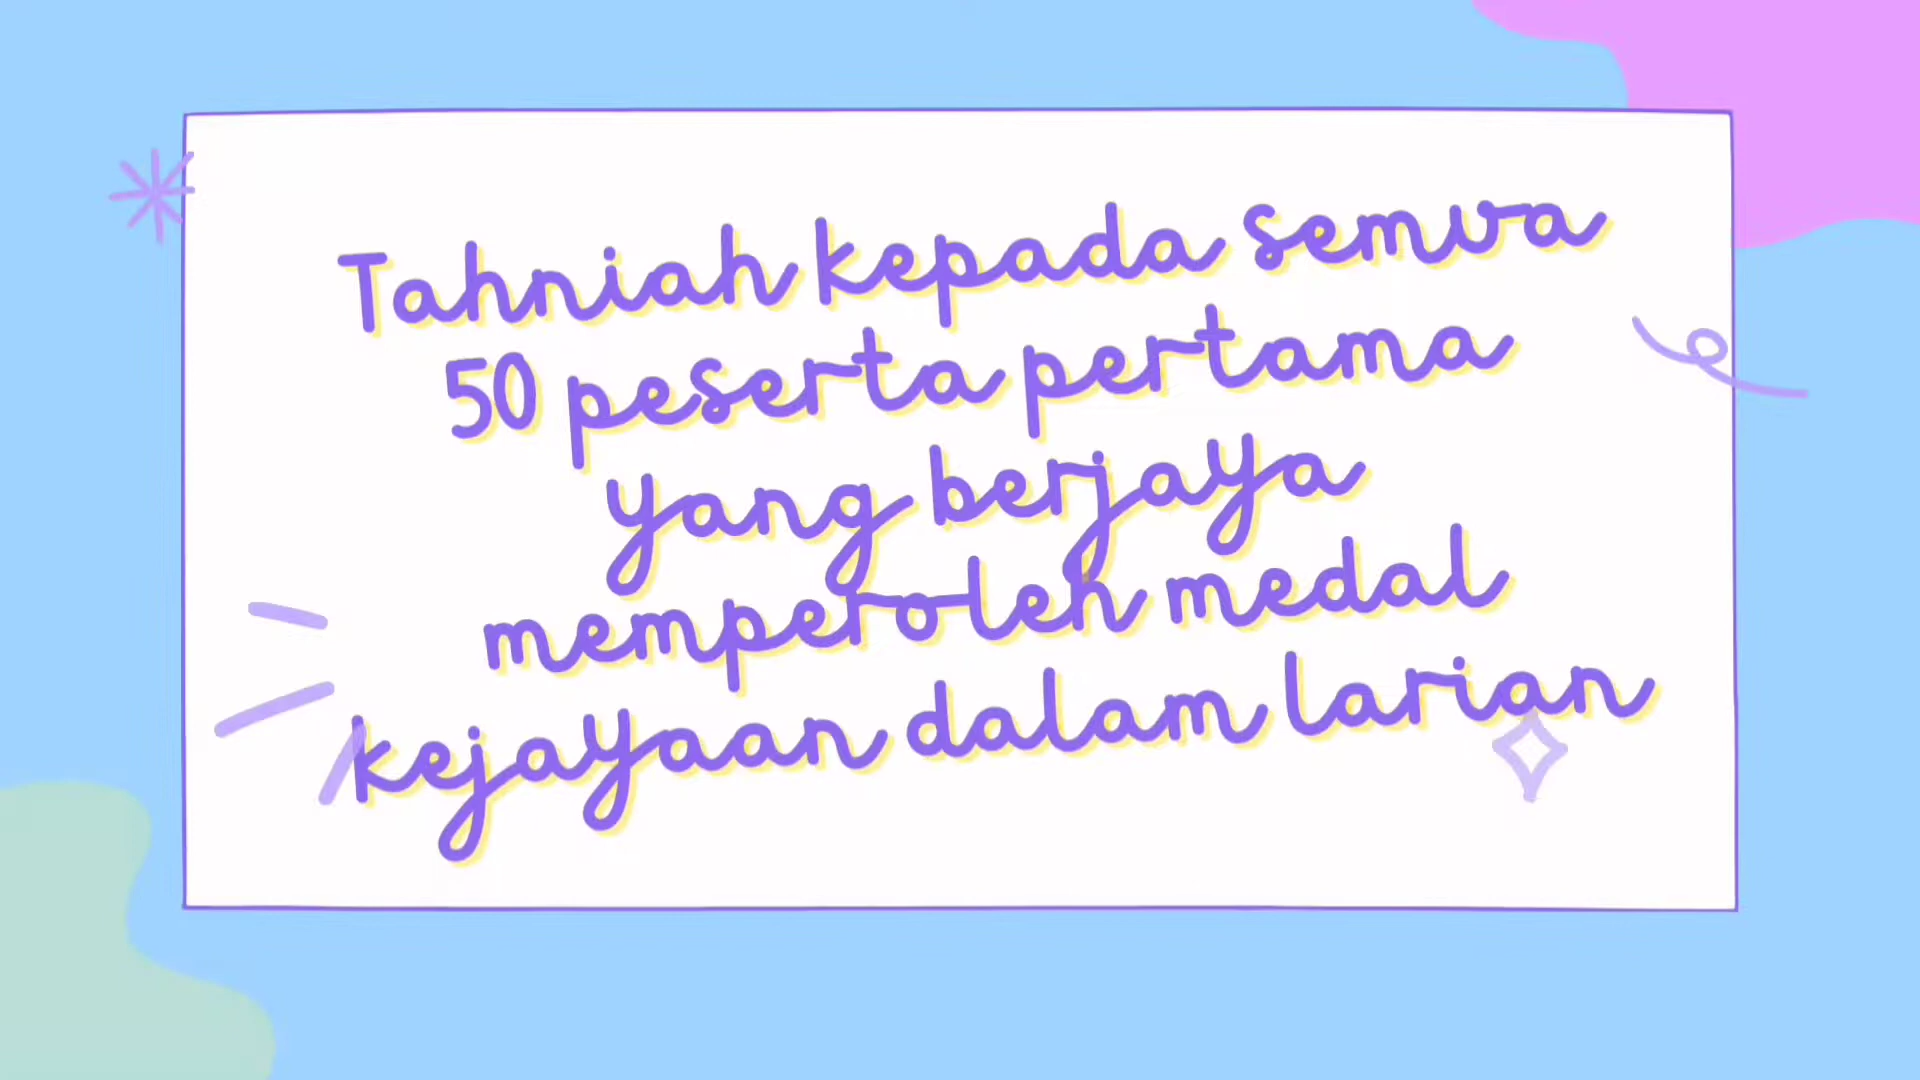 Tahniah kepada semua
50 peserta pertama
yang berjaya
memperoleh medal
kejayaan dalam larian